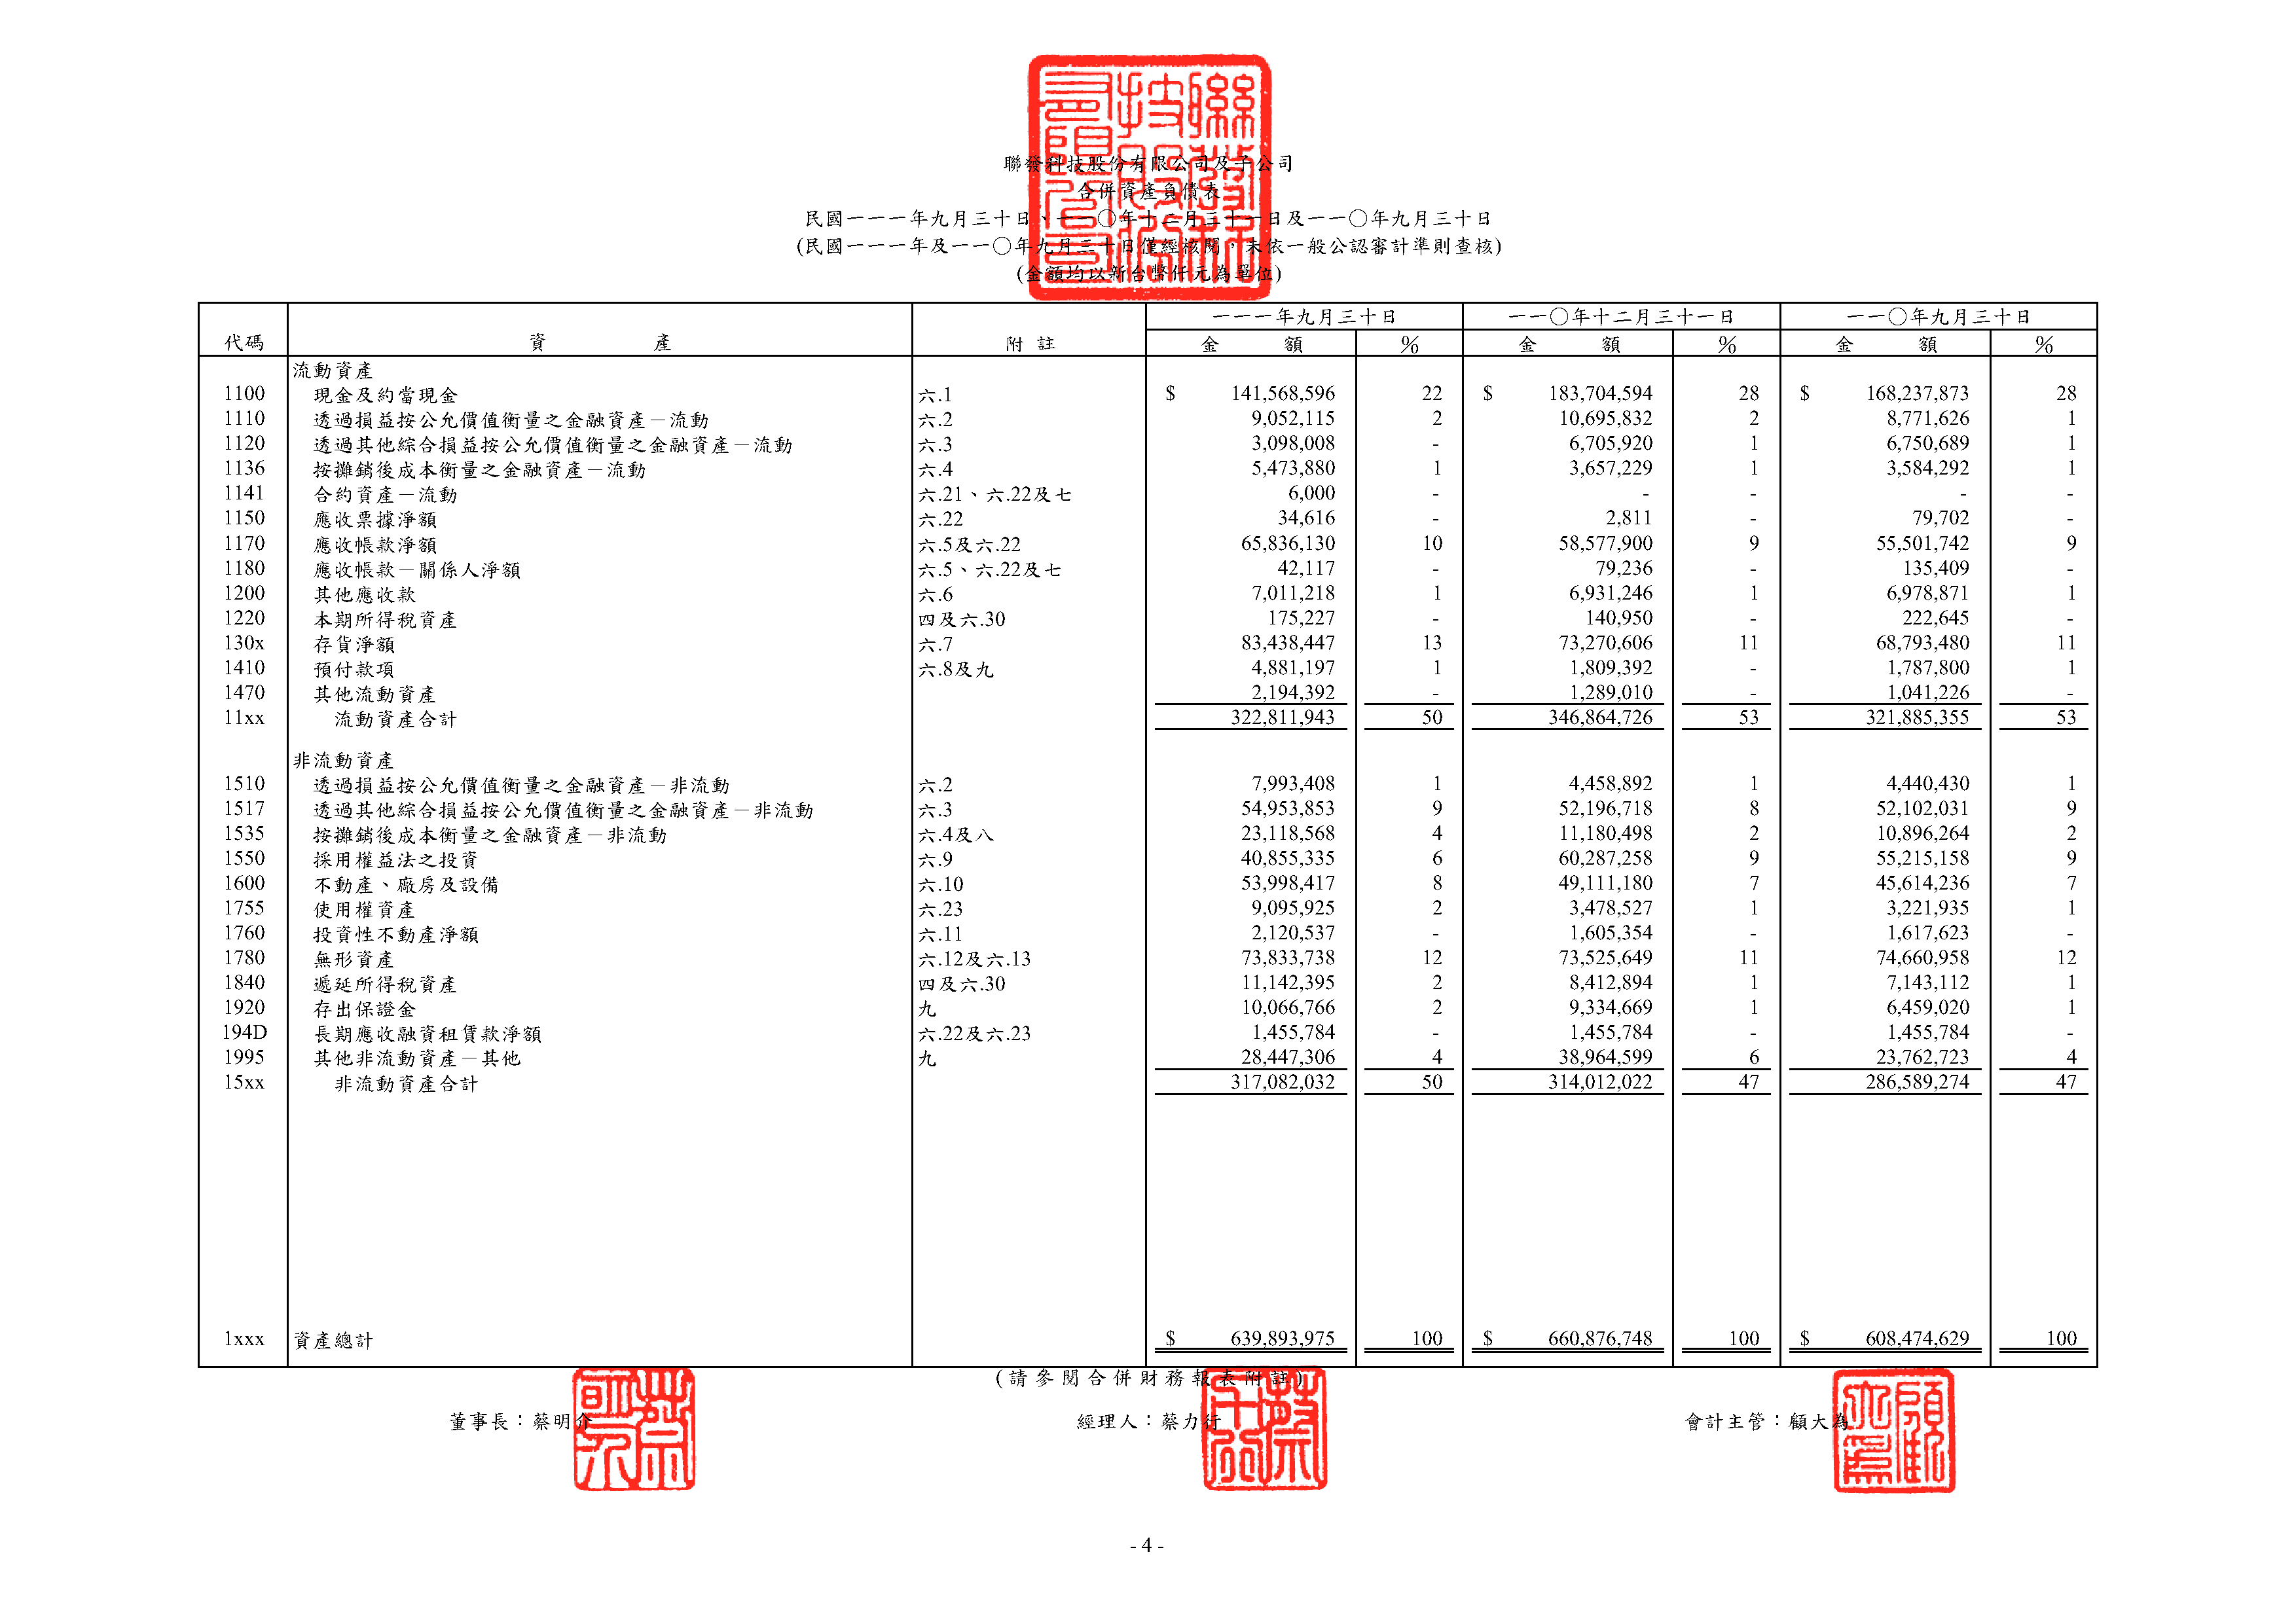 聯發科技股份有限公司及子公司
合併資產負債表
民國一一一年九月三十日、一一〇年十二月三十一日及一一〇年九月三十日
(民國一一一年及一一〇年九月三十日僅經核閱，未依一般公認審計準則查核)
(金額均以新台幣仟元為單位)
一一一年九月三十日 一一〇年十二月三十一日 一一〇年九月三十日
代碼 資 產 附 註 金 額 % 金 額 % 金 額 %
流動資產
1100 現金及約當現金 六.1 $ 141,568,596 22 $ 183,704,594 28 $ 168,237,873 28
1110 透過損益按公允價值衡量之金融資產－流動 六.2 9,052,115 2 10,695,832 2 8,771,626 1
1120 透過其他綜合損益按公允價值衡量之金融資產－流動 六.3 3,098,008 - 6,705,920 1 6,750,689 1
1136 按攤銷後成本衡量之金融資產－流動 六.4 5,473,880 1 3,657,229 1 3,584,292 1
1141 合約資產－流動 六.21、六.22及七 6,000 - - - - -
1150 應收票據淨額 六.22 34,616 - 2,811 - 79,702 -
1170 應收帳款淨額 六.5及六.22 65,836,130 10 58,577,900 9 55,501,742 9
1180 應收帳款－關係人淨額 六.5、六.22及七 42,117 - 79,236 - 135,409 -
1200 其他應收款 六.6 7,011,218 1 6,931,246 1 6,978,871 1
1220 本期所得稅資產 四及六.30 175,227 - 140,950 - 222,645 -
130x 存貨淨額 六.7 83,438,447 13 73,270,606 11 68,793,480 11
1410 預付款項 六.8及九 4,881,197 1 1,809,392 - 1,787,800 1
1470 其他流動資產 2,194,392 - 1,289,010 - 1,041,226 -
11xx 流動資產合計 322,811,943 50 346,864,726 53 321,885,355 53
非流動資產
1510 透過損益按公允價值衡量之金融資產－非流動 六.2 7,993,408 1 4,458,892 1 4,440,430 1
1517 透過其他綜合損益按公允價值衡量之金融資產－非流動 六.3 54,953,853 9 52,196,718 8 52,102,031 9
1535 按攤銷後成本衡量之金融資產－非流動 六.4及八 23,118,568 4 11,180,498 2 10,896,264 2
1550 採用權益法之投資 六.9 40,855,335 6 60,287,258 9 55,215,158 9
1600 不動產、廠房及設備 六.10 53,998,417 8 49,111,180 7 45,614,236 7
1755 使用權資產 六.23 9,095,925 2 3,478,527 1 3,221,935 1
1760 投資性不動產淨額 六.11 2,120,537 - 1,605,354 - 1,617,623 -
1780 無形資產 六.12及六.13 73,833,738 12 73,525,649 11 74,660,958 12
1840 遞延所得稅資產 四及六.30 11,142,395 2 8,412,894 1 7,143,112 1
1920 存出保證金 九 10,066,766 2 9,334,669 1 6,459,020 1
194D 長期應收融資租賃款淨額 六.22及六.23 1,455,784 - 1,455,784 - 1,455,784 -
1995 其他非流動資產－其他 九 28,447,306 4 38,964,599 6 23,762,723 4
15xx 非流動資產合計 317,082,032 50 314,012,022 47 286,589,274 47
1xxx 資產總計 $ 639,893,975 100 $ 660,876,748 100 $ 608,474,629 100
(請參閱合併財務報表附註)
董事長：蔡明介 經理人：蔡力行 會計主管：顧大為
- 4 -